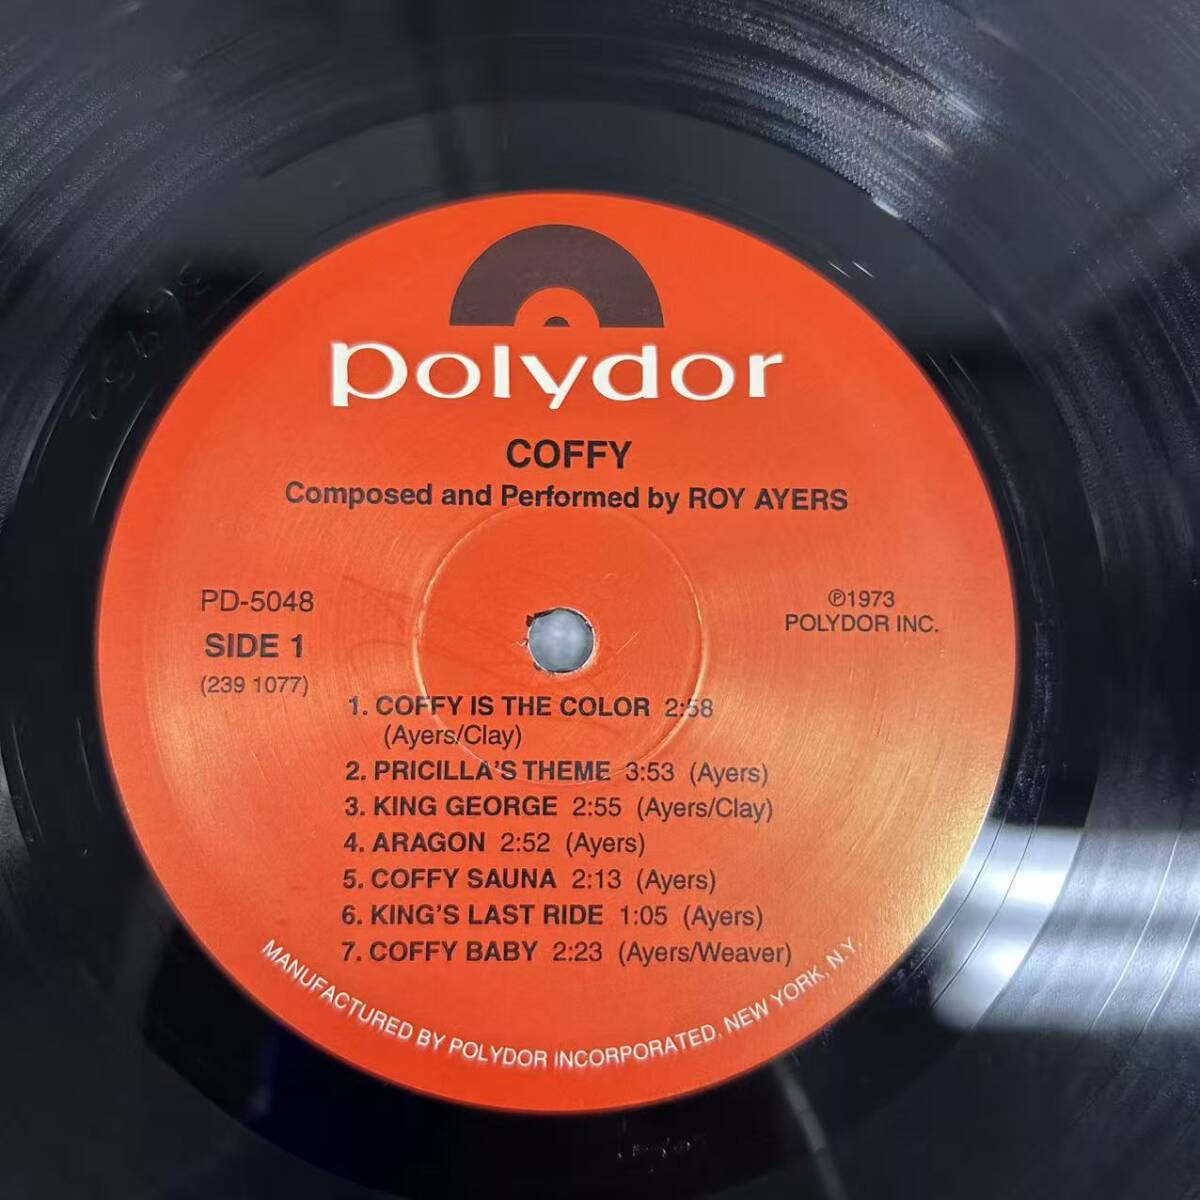 polydor
COFFY
Composed and Performed by ROY AYERS
PD-5048
SIDE 1
(239 1077)
℗1973
POLYDOR INC.
1. COFFY IS THE COLOR 2:58
(Ayers/Clay)
2. PRICILLA'S THEME 3:53 (Ayers)
3. KING GEORGE 2:55 (Ayers/Clay)
4. ARAGON 2:52 (Ayers)
5. COFFY SAUNA 2:13 (Ayers)
6. KING'S LAST RIDE 1:05 (Ayers)
7. COFFY BABY 2:23 (Ayers/Weaver)
MANUFACTURED BY POLYDOR INCORPORATED, NEW YORK, N.Y.